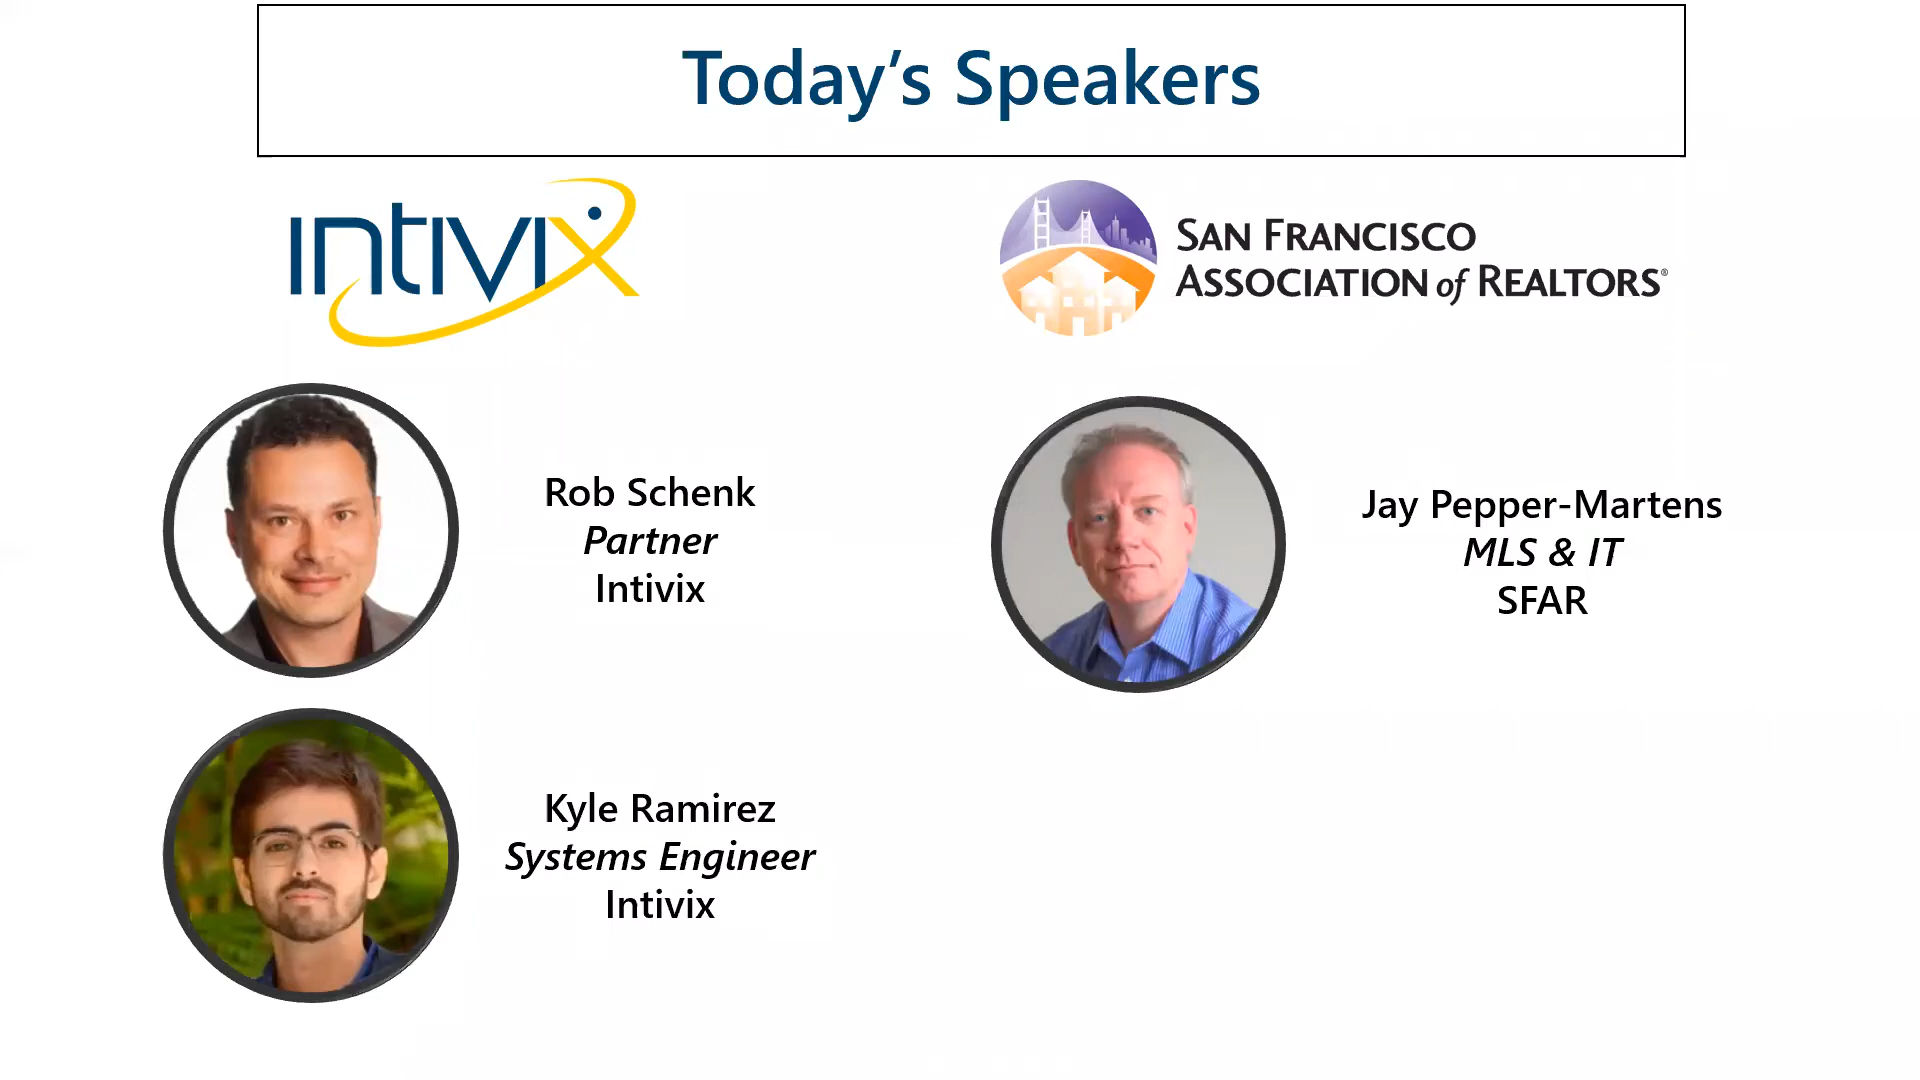 Today’s Speakers
intivix
SAN FRANCISCO
ASSOCIATION of REALTORS®
Rob Schenk
Partner
Intivix
Jay Pepper-Martens
MLS & IT
SFAR
Kyle Ramirez
Systems Engineer
Intivix